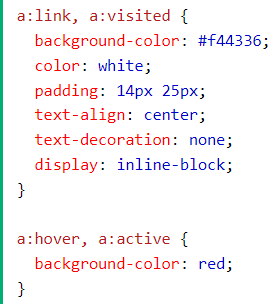 a:link, a:visited {
  background-color: #f44336;
  color: white;
  padding: 14px 25px;
  text-align: center;
  text-decoration: none;
  display: inline-block;
}

a:hover, a:active {
  background-color: red;
}